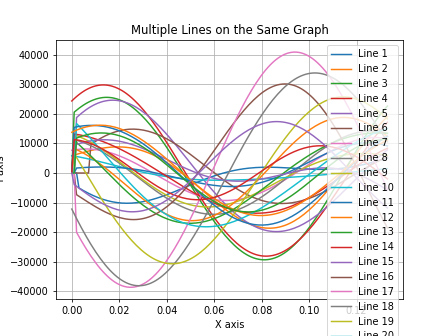 Multiple Lines on the Same Graph
40000
30000
20000
10000
0
−10000
−20000
−30000
−40000
0.00
0.02
0.04
0.06
0.08
0.10
X axis
Line 1
Line 2
Line 3
Line 4
Line 5
Line 6
Line 7
Line 8
Line 9
Line 10
Line 11
Line 12
Line 13
Line 14
Line 15
Line 16
Line 17
Line 18
Line 19
Line 20